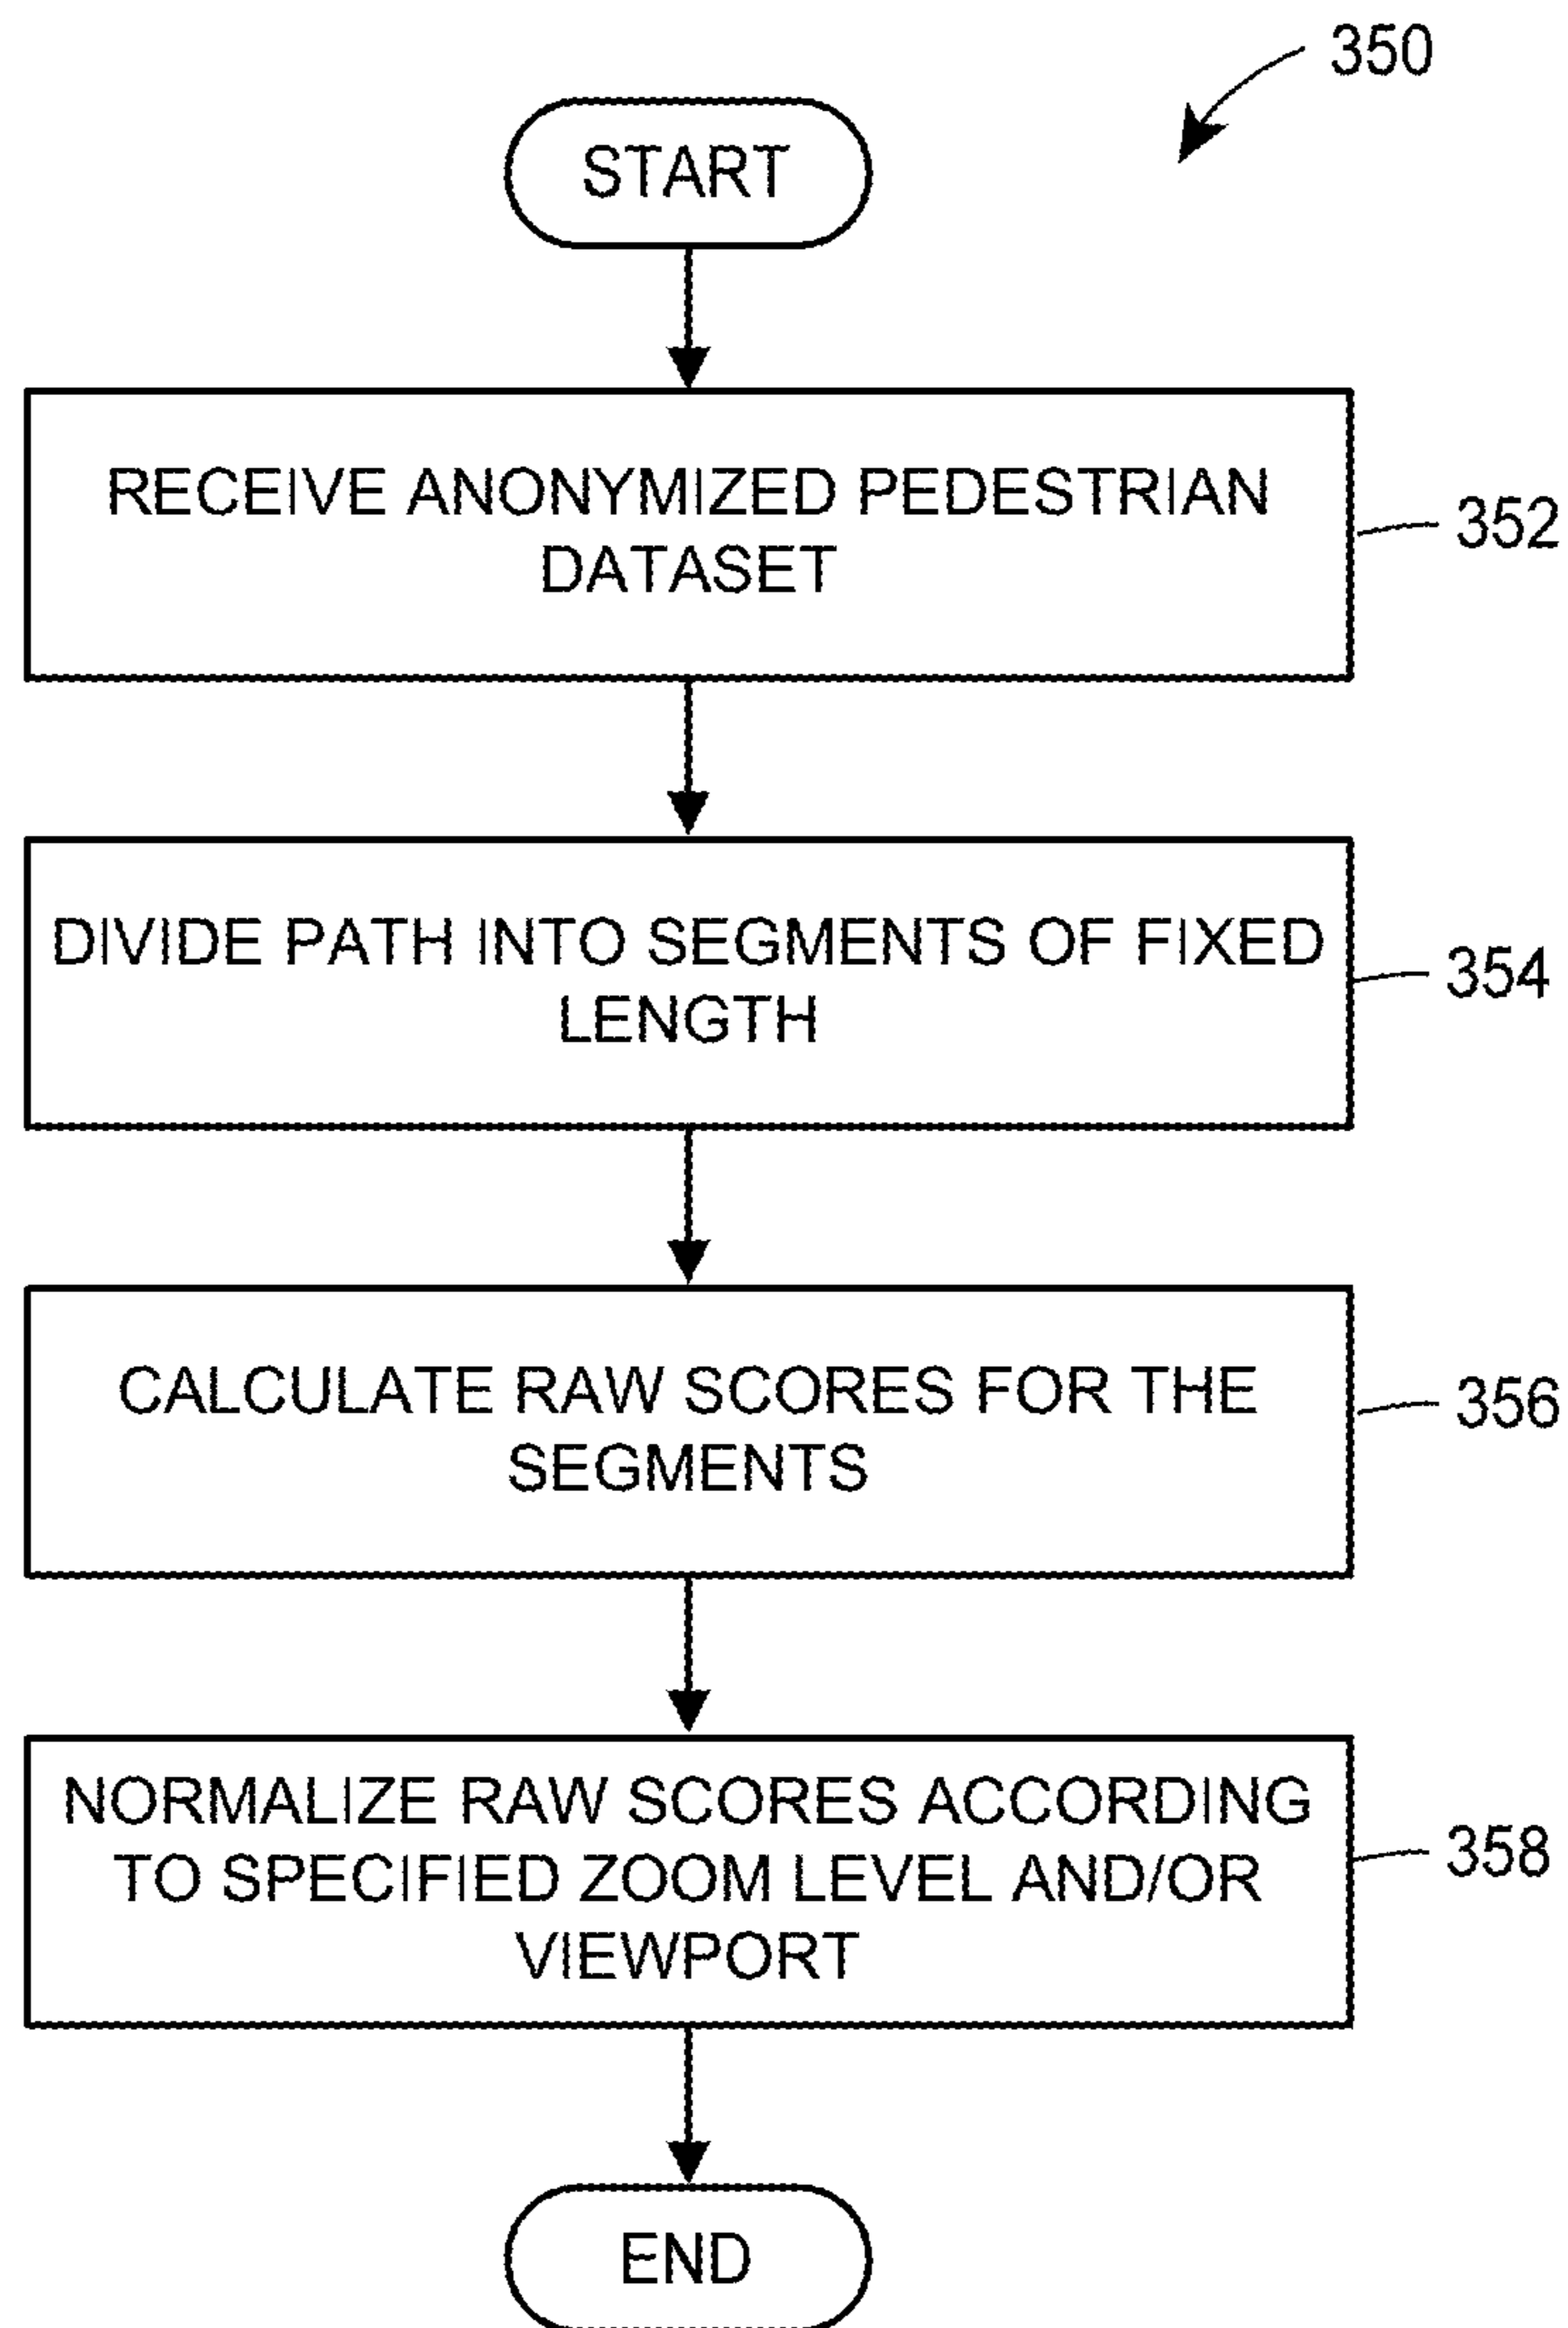 350
START
RECEIVE ANONYMIZED PEDESTRIAN
DATASET
352
DIVIDE PATH INTO SEGMENTS OF FIXED
LENGTH
354
CALCULATE RAW SCORES FOR THE
SEGMENTS
356
NORMALIZE RAW SCORES ACCORDING
TO SPECIFIED ZOOM LEVEL AND/OR
VIEWPORT
358
END